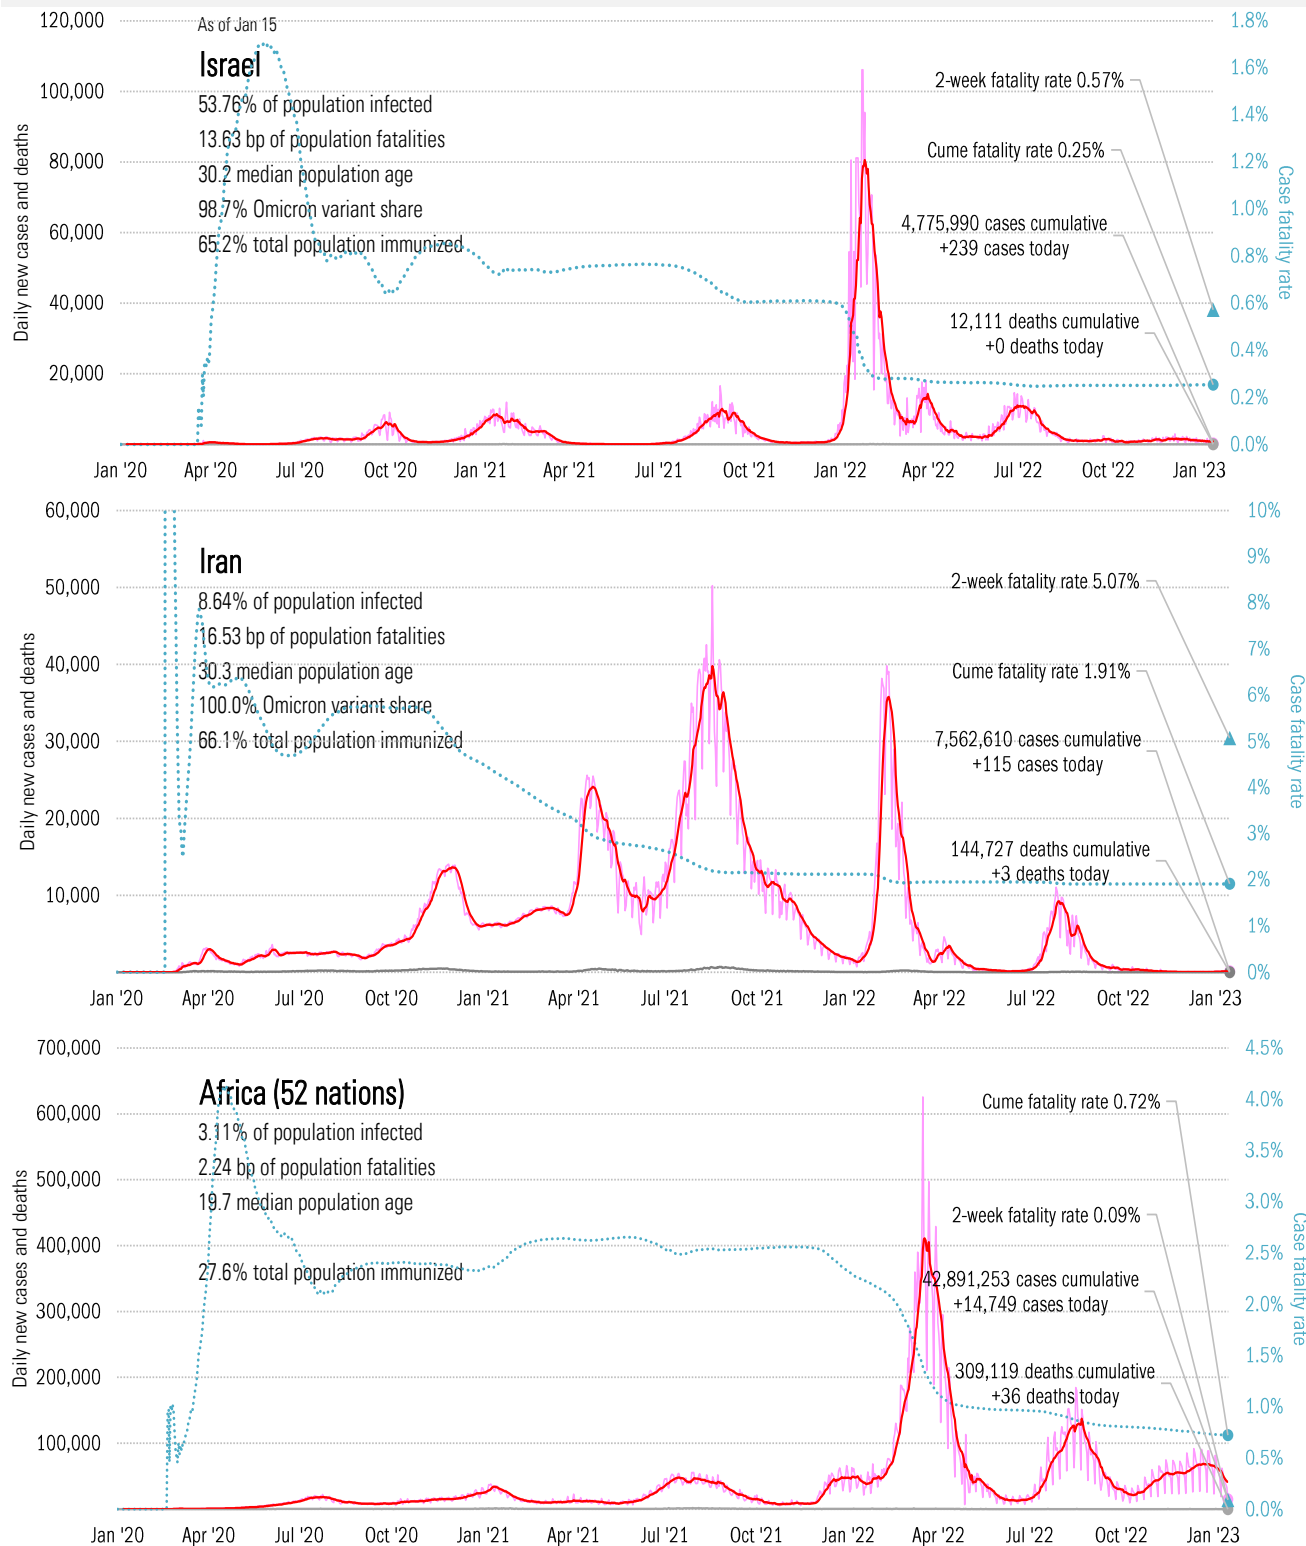 120,000
As of Jan 15
1.8%
Israel
1.6%
2-week fatality rate 0.57%
100,000
53.76% of population infected
1.4%
13.63 bp of population fatalities
Cume fatality rate 0.25%
80,000
1.2%
30.2 median population age
98.7% Omicron variant share
1.0%
4,775,990 cases cumulative
60,000
65.2% total population immunized
+239 cases today
0.8%
Daily new cases and deaths
Case fatality rate
40,000
0.6%
12,111 deaths cumulative
+0 deaths today
0.4%
20,000
0.2%
0.0%
Jan '20 Apr '20 Jul '20 Oct '20 Jan '21 Apr '21 Jul '21 Oct '21 Jan '22 Apr '22 Jul '22 Oct '22 Jan '23
60,000
10%
Iran
9%
2-week fatality rate 5.07%
50,000
8.64% of population infected
8%
16.53 bp of population fatalities
7%
40,000
30.3 median population age
Cume fatality rate 1.91%
6%
100.0% Omicron variant share
30,000
66.1% total population immunized
7,562,610 cases cumulative
+115 cases today
5%
Daily new cases and deaths
Case fatality rate
4%
20,000
3%
144,727 deaths cumulative
+3 deaths today
2%
10,000
1%
0%
Jan '20 Apr '20 Jul '20 Oct '20 Jan '21 Apr '21 Jul '21 Oct '21 Jan '22 Apr '22 Jul '22 Oct '22 Jan '23
700,000
4.5%
Africa (52 nations)
Cume fatality rate 0.72%
4.0%
600,000
3.11% of population infected
3.5%
2.24 bp of population fatalities
500,000
19.7 median population age
3.0%
2-week fatality rate 0.09%
400,000
2.5%
27.6% total population immunized
42,891,253 cases cumulative
+14,749 cases today
Daily new cases and deaths
Case fatality rate
300,000
2.0%
1.5%
200,000
309,119 deaths cumulative
+36 deaths today
1.0%
100,000
0.5%
0.0%
Jan '20 Apr '20 Jul '20 Oct '20 Jan '21 Apr '21 Jul '21 Oct '21 Jan '22 Apr '22 Jul '22 Oct '22 Jan '23